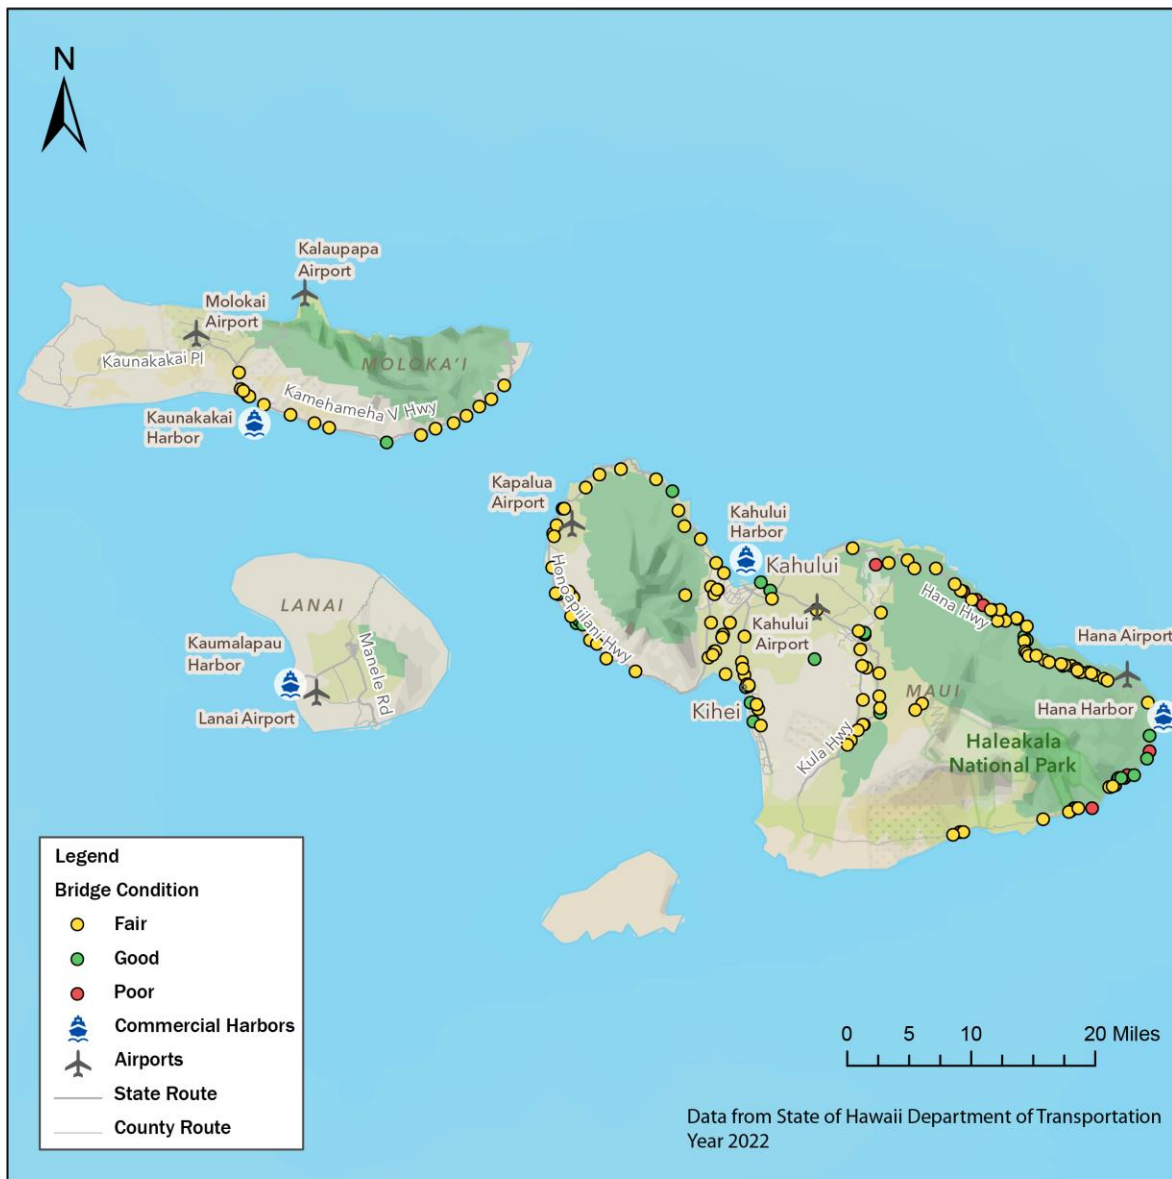 N
Kalaupapa
Airport
Molokai
Airport
Kaunakakai Pl
MOLOKA'I
Kamehameha V Hwy
Kaunakakai
Harbor
Kapalua
Airport
Kahului
Harbor
Kahului
Honoapiilani Hwy
Hana Hwy
LANAI
Kahului
Airport
Hana Airport
Kaumalapau
Harbor
Manele Rd
MAUI
Lanai Airport
Kihei
Hana Harbor
Kula Hwy
Haleakala
National Park
Legend
Bridge Condition
Fair
Good
Poor
Commercial Harbors
Airports
State Route
County Route
0 5 10 20 Miles
Data from State of Hawaii Department of Transportation
Year 2022